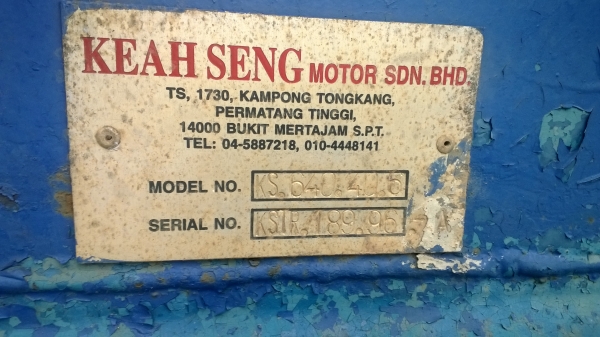 KEAH SENG MOTOR SDN. BHD.
TS, 1730, KAMPONG TONGKANG,
PERMATANG TINGGI,
14000 BUKIT MERTAJAM S.P.T.
TEL: 04-5887218, 010-4448141
MODEL NO.
SERIAL NO.